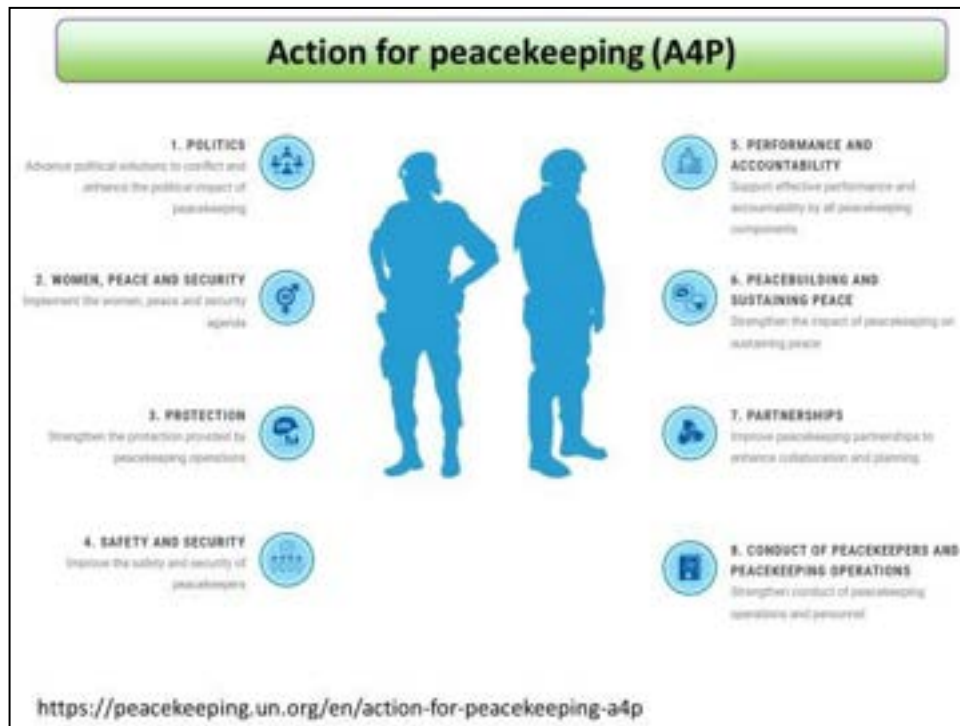 Action for peacekeeping (A4P)
1. POLITICS
Advance political solutions to conflict and
enhance the political impact of
peacekeeping
2. WOMEN, PEACE AND SECURITY
Implement the women, peace and security
agenda
3. PROTECTION
Strengthen the protection provided by
peacekeeping operations
4. SAFETY AND SECURITY
Improve the safety and security of
peacekeepers
5. PERFORMANCE AND
ACCOUNTABILITY
Support effective performance and
accountability by all peacekeeping
components
6. PEACEBUILDING AND
SUSTAINING PEACE
Strengthen the impact of peacekeeping on
sustaining peace
7. PARTNERSHIPS
Improve peacekeeping partnerships to
enhance collaboration and planning
8. CONDUCT OF PEACEKEEPERS AND
PEACEKEEPING OPERATIONS
Strengthen conduct of peacekeeping
operations and personnel
https://peacekeeping.un.org/en/action-for-peacekeeping-a4p